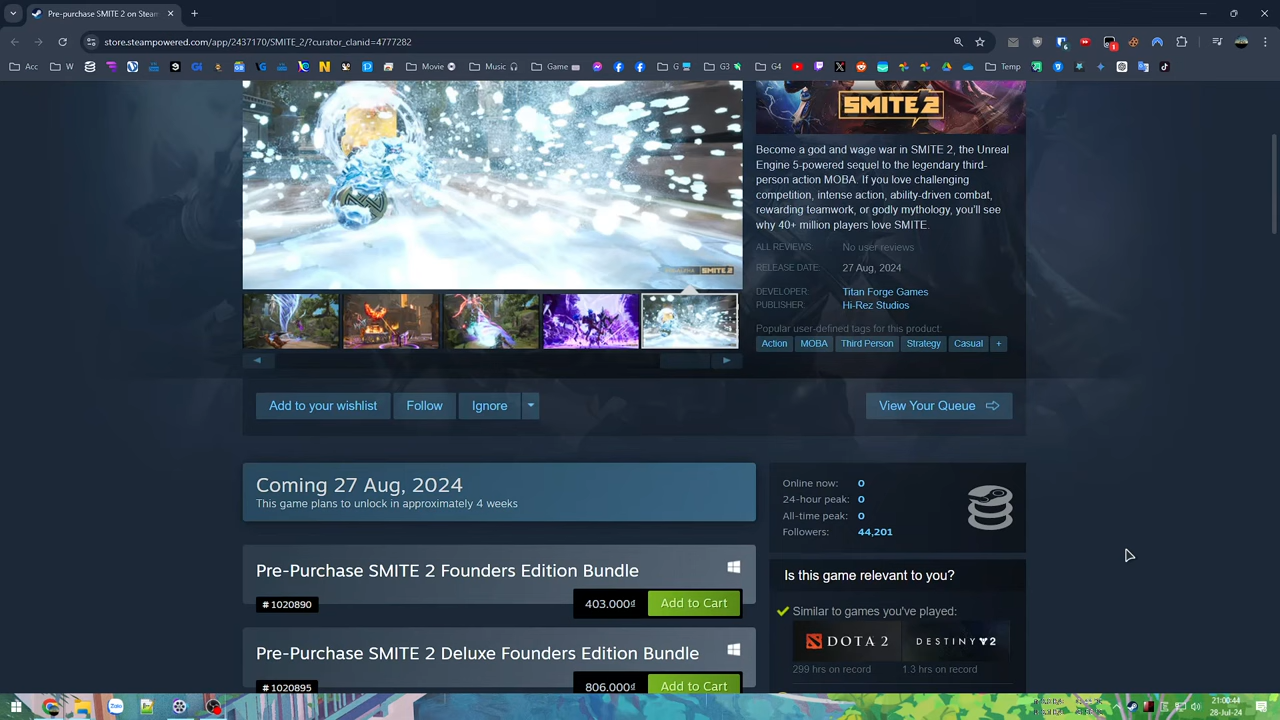 Pre-purchase SMITE 2 on Steam
store.steampowered.com/app/2437170/SMITE_2/?curator_clanid=4777282
Acc
W
Movie
Music
Game
G
G3
G4
Temp
SMITE 2
SMITE 2
Become a god and wage war in SMITE 2, the Unreal
Engine 5-powered sequel to the legendary third-
person action MOBA. If you love challenging
competition, intense action, ability-driven combat,
rewarding teamwork, or godly mythology, you'll see
why 40+ million players love SMITE.
ALL REVIEWS: No user reviews
RELEASE DATE: 27 Aug, 2024
DEVELOPER: Titan Forge Games
PUBLISHER: Hi-Rez Studios
Popular user-defined tags for this product:
Action MOBA Third Person Strategy Casual +
Add to your wishlist Follow Ignore View Your Queue
Coming 27 Aug, 2024
This game plans to unlock in approximately 4 weeks
Online now: 0
24-hour peak: 0
All-time peak: 0
Followers: 44,201
Pre-Purchase SMITE 2 Founders Edition Bundle
# 1020890
403.000₫ Add to Cart
Is this game relevant to you?
Similar to games you've played:
DOTA 2 DESTINY 2
299 hrs on record 1.3 hrs on record
Pre-Purchase SMITE 2 Deluxe Founders Edition Bundle
# 1020895
806.000₫ Add to Cart
Zalo
21:00:44
28-Jul-24